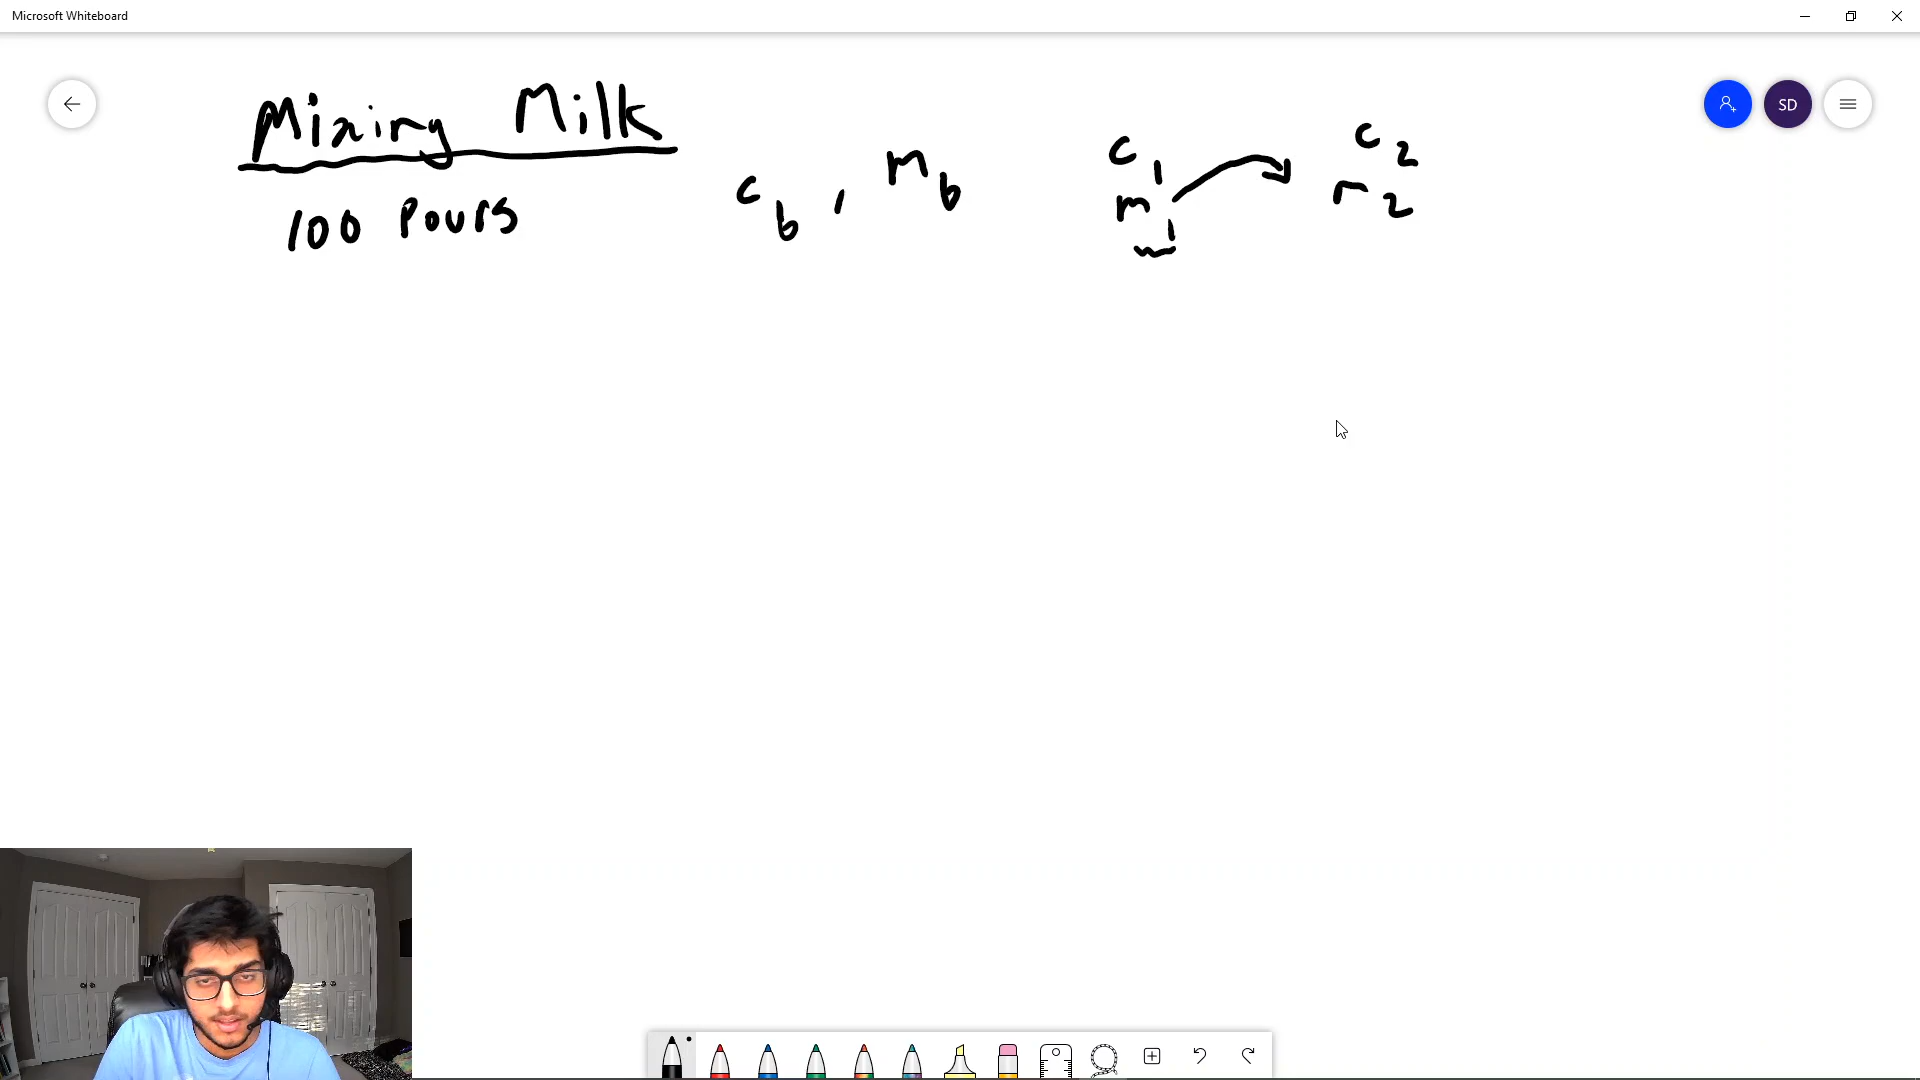 Microsoft Whiteboard
Mixing Milk
100 Pours
c_b , m_b
c_1
m_1
c_2
m_2
SD